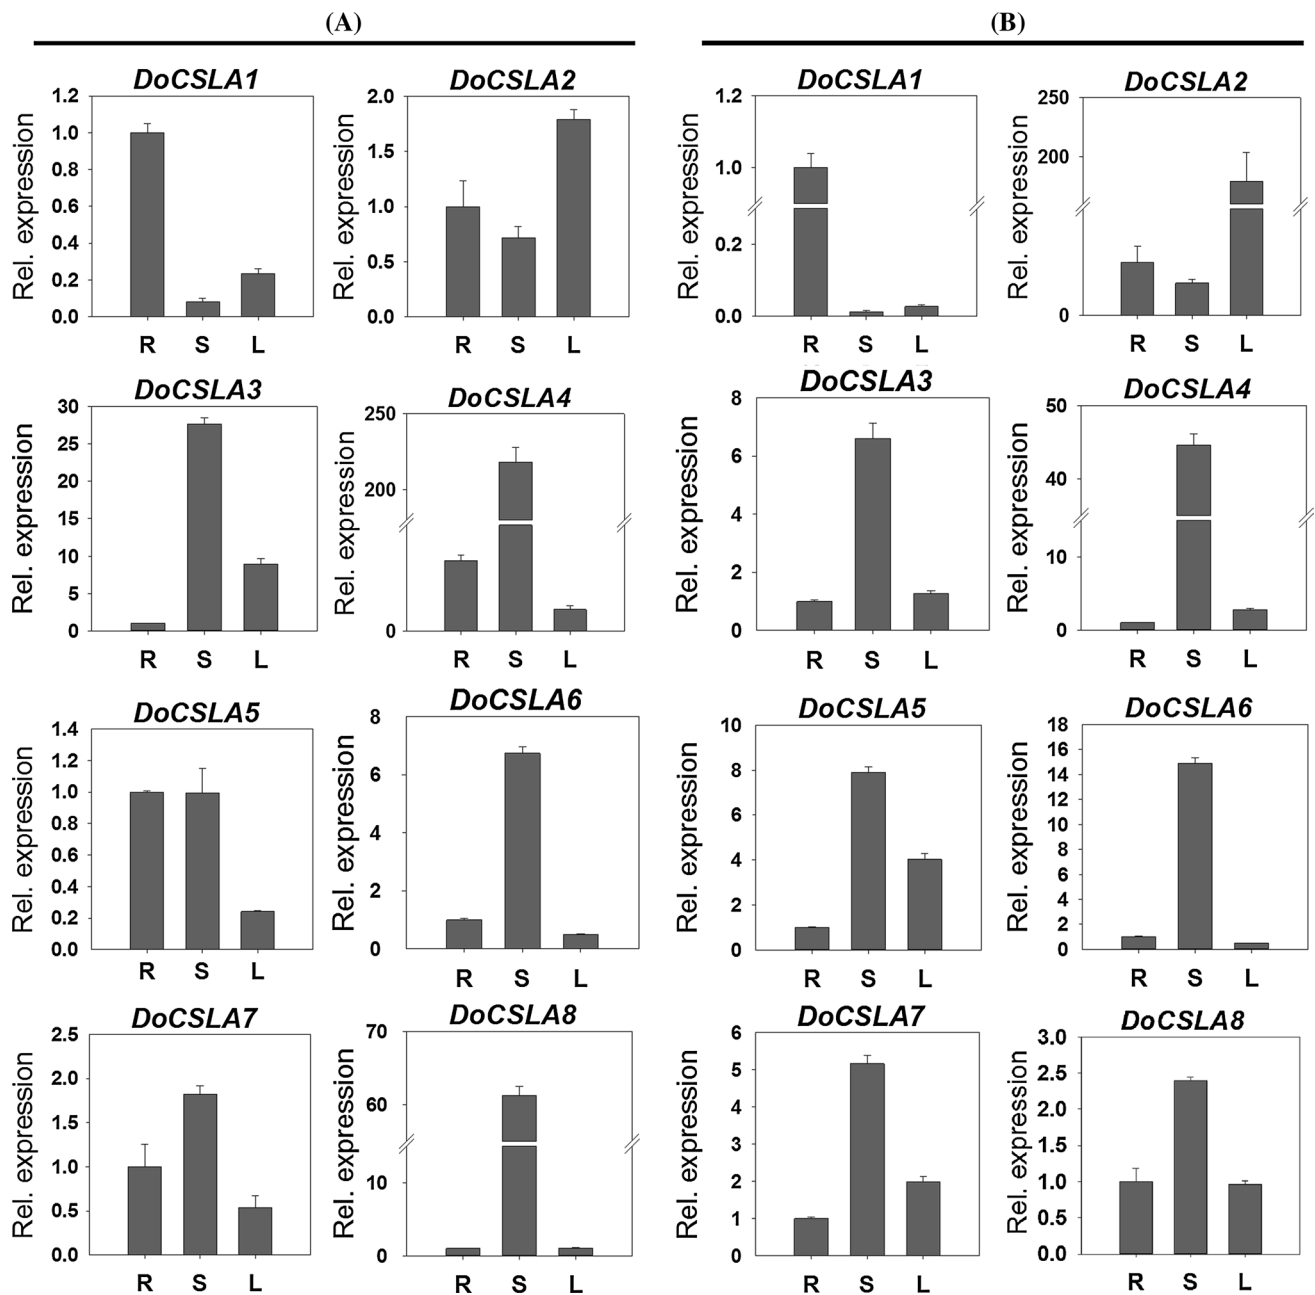 (A)
(B)
DoCSLA1
Rel. expression
1.2
1.0
0.8
0.6
0.4
0.2
0.0
R S L
DoCSLA2
Rel. expression
2.0
1.5
1.0
0.5
0.0
R S L
DoCSLA1
Rel. expression
1.2
1.0
0.2
0.0
R S L
DoCSLA2
Rel. expression
250
200
0
R S L
DoCSLA3
Rel. expression
30
25
20
15
10
5
0
R S L
DoCSLA4
Rel. expression
250
200
0
R S L
DoCSLA3
Rel. expression
8
6
4
2
0
R S L
DoCSLA4
Rel. expression
50
40
10
0
R S L
DoCSLA5
Rel. expression
1.4
1.2
1.0
0.8
0.6
0.4
0.2
0.0
R S L
DoCSLA6
Rel. expression
8
6
4
2
0
R S L
DoCSLA5
Rel. expression
10
8
6
4
2
0
R S L
DoCSLA6
Rel. expression
18
16
14
12
10
8
6
4
2
0
R S L
DoCSLA7
Rel. expression
2.5
2.0
1.5
1.0
0.5
0.0
R S L
DoCSLA8
Rel. expression
70
60
10
0
R S L
DoCSLA7
Rel. expression
6
5
4
3
2
1
0
R S L
DoCSLA8
Rel. expression
3.0
2.5
2.0
1.5
1.0
0.5
0.0
R S L